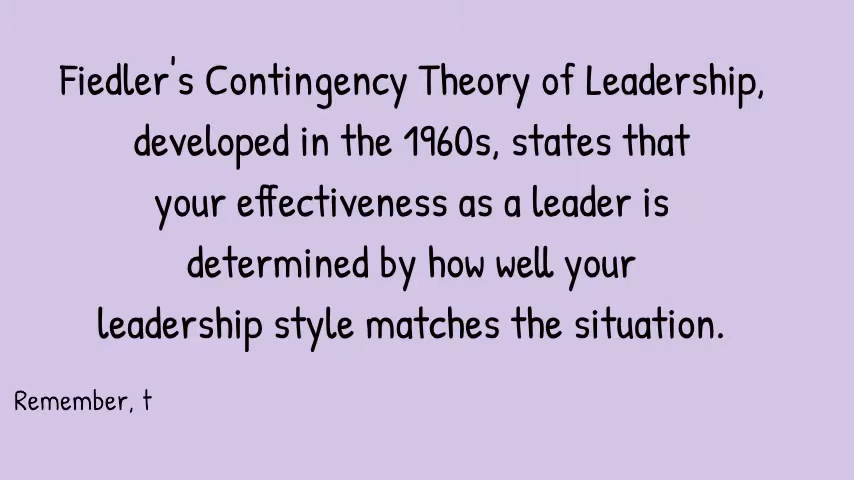 Fiedler's Contingency Theory of Leadership,
developed in the 1960s, states that
your effectiveness as a leader is
determined by how well your
leadership style matches the situation.
Remember, t